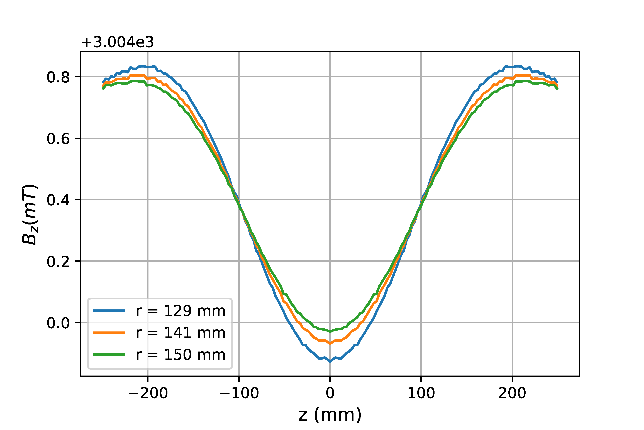 +3.004e3
0.8
0.6
0.4
0.2
0.0
B_z(mT)
r = 129 mm
r = 141 mm
r = 150 mm
−200
−100
0
100
200
z (mm)